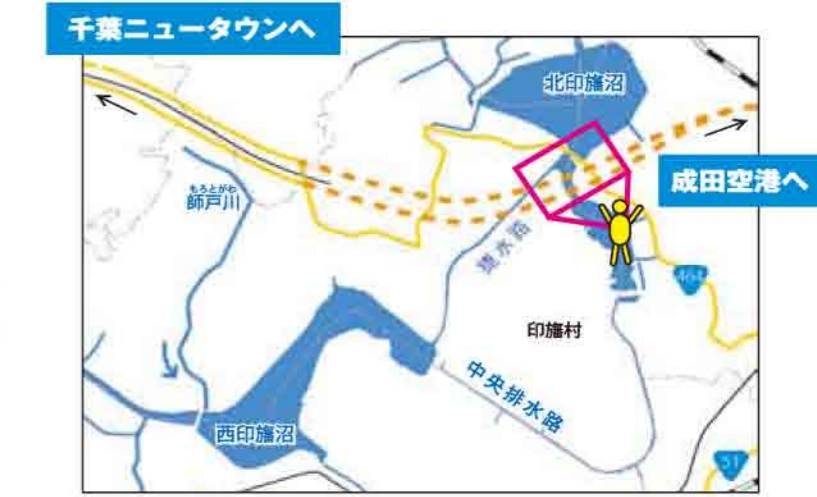 千葉ニュータウンへ
北印旛沼
成田空港へ
もろとがわ
師戸川
捷水路
464
印旛村
中央排水路
西印旛沼
51